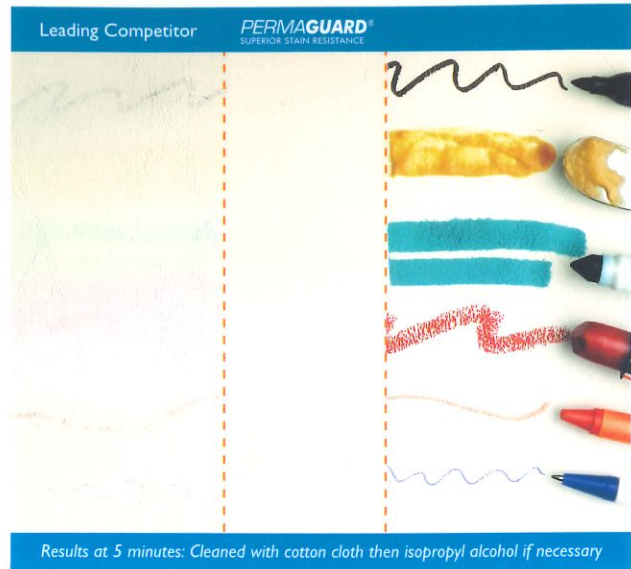 Leading Competitor
PERMAGUARD®
SUPERIOR STAIN RESISTANCE
Results at 5 minutes: Cleaned with cotton cloth then isopropyl alcohol if necessary